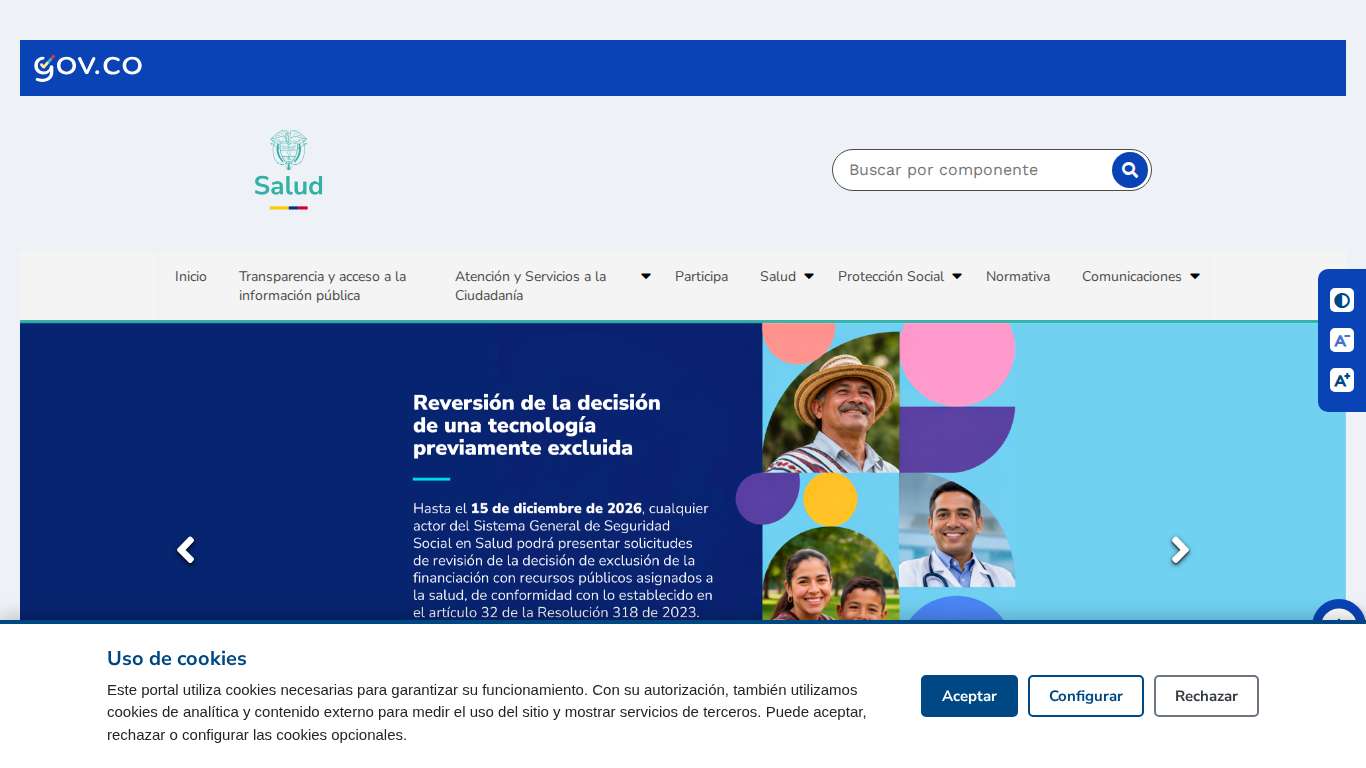 GOV.CO
Salud
Buscar por componente
Inicio
Transparencia y acceso a la
información pública
Atención y Servicios a la
Ciudadanía
Participa
Salud
Protección Social
Normativa
Comunicaciones
A-
A+
Reversión de la decisión
de una tecnología
previamente excluida
Hasta el 15 de diciembre de 2026, cualquier
actor del Sistema General de Seguridad
Social en Salud podrá presentar solicitudes
de revisión de la decisión de exclusión de la
financiación con recursos públicos asignados a
la salud, de conformidad con lo establecido en
el artículo 32 de la Resolución 318 de 2023.
Uso de cookies
Este portal utiliza cookies necesarias para garantizar su funcionamiento. Con su autorización, también utilizamos
cookies de analítica y contenido externo para medir el uso del sitio y mostrar servicios de terceros. Puede aceptar,
rechazar o configurar las cookies opcionales.
Aceptar
Configurar
Rechazar